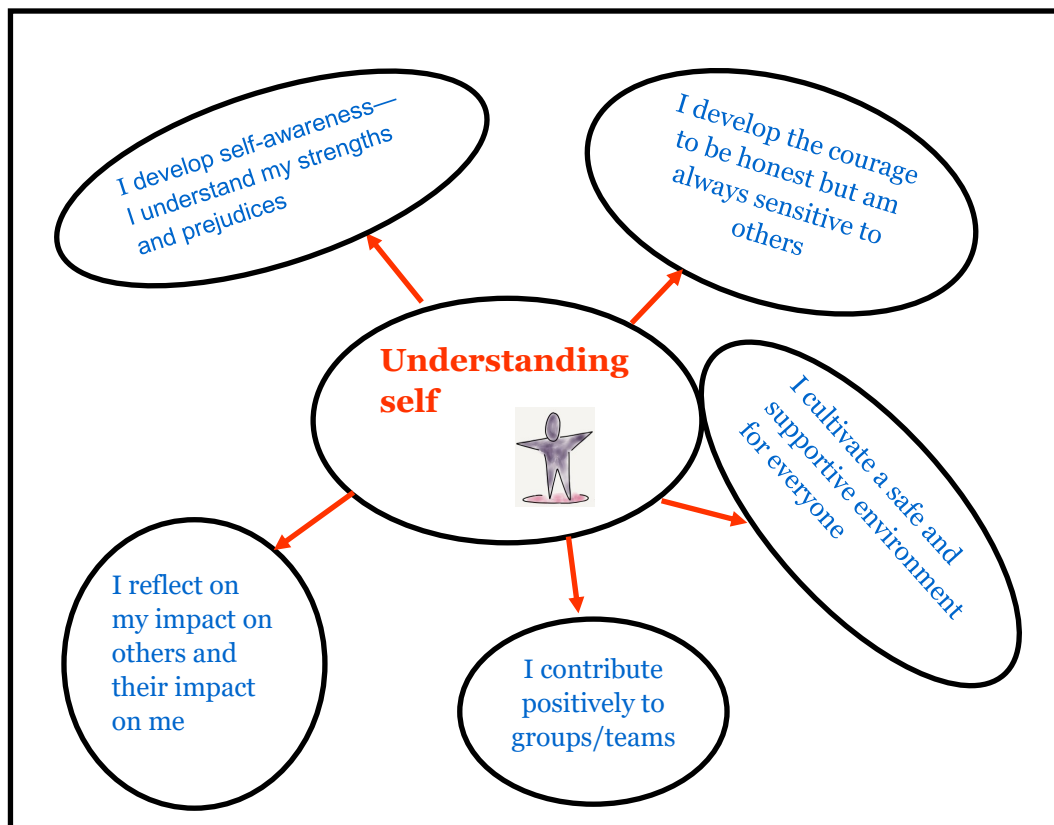 I develop self-awareness—
I understand my strengths
and prejudices
I develop the courage
to be honest but am
always sensitive to
others
Understanding
self
I cultivate a safe and
supportive environment
for everyone
I reflect on
my impact on
others and
their impact
on me
I contribute
positively to
groups/teams